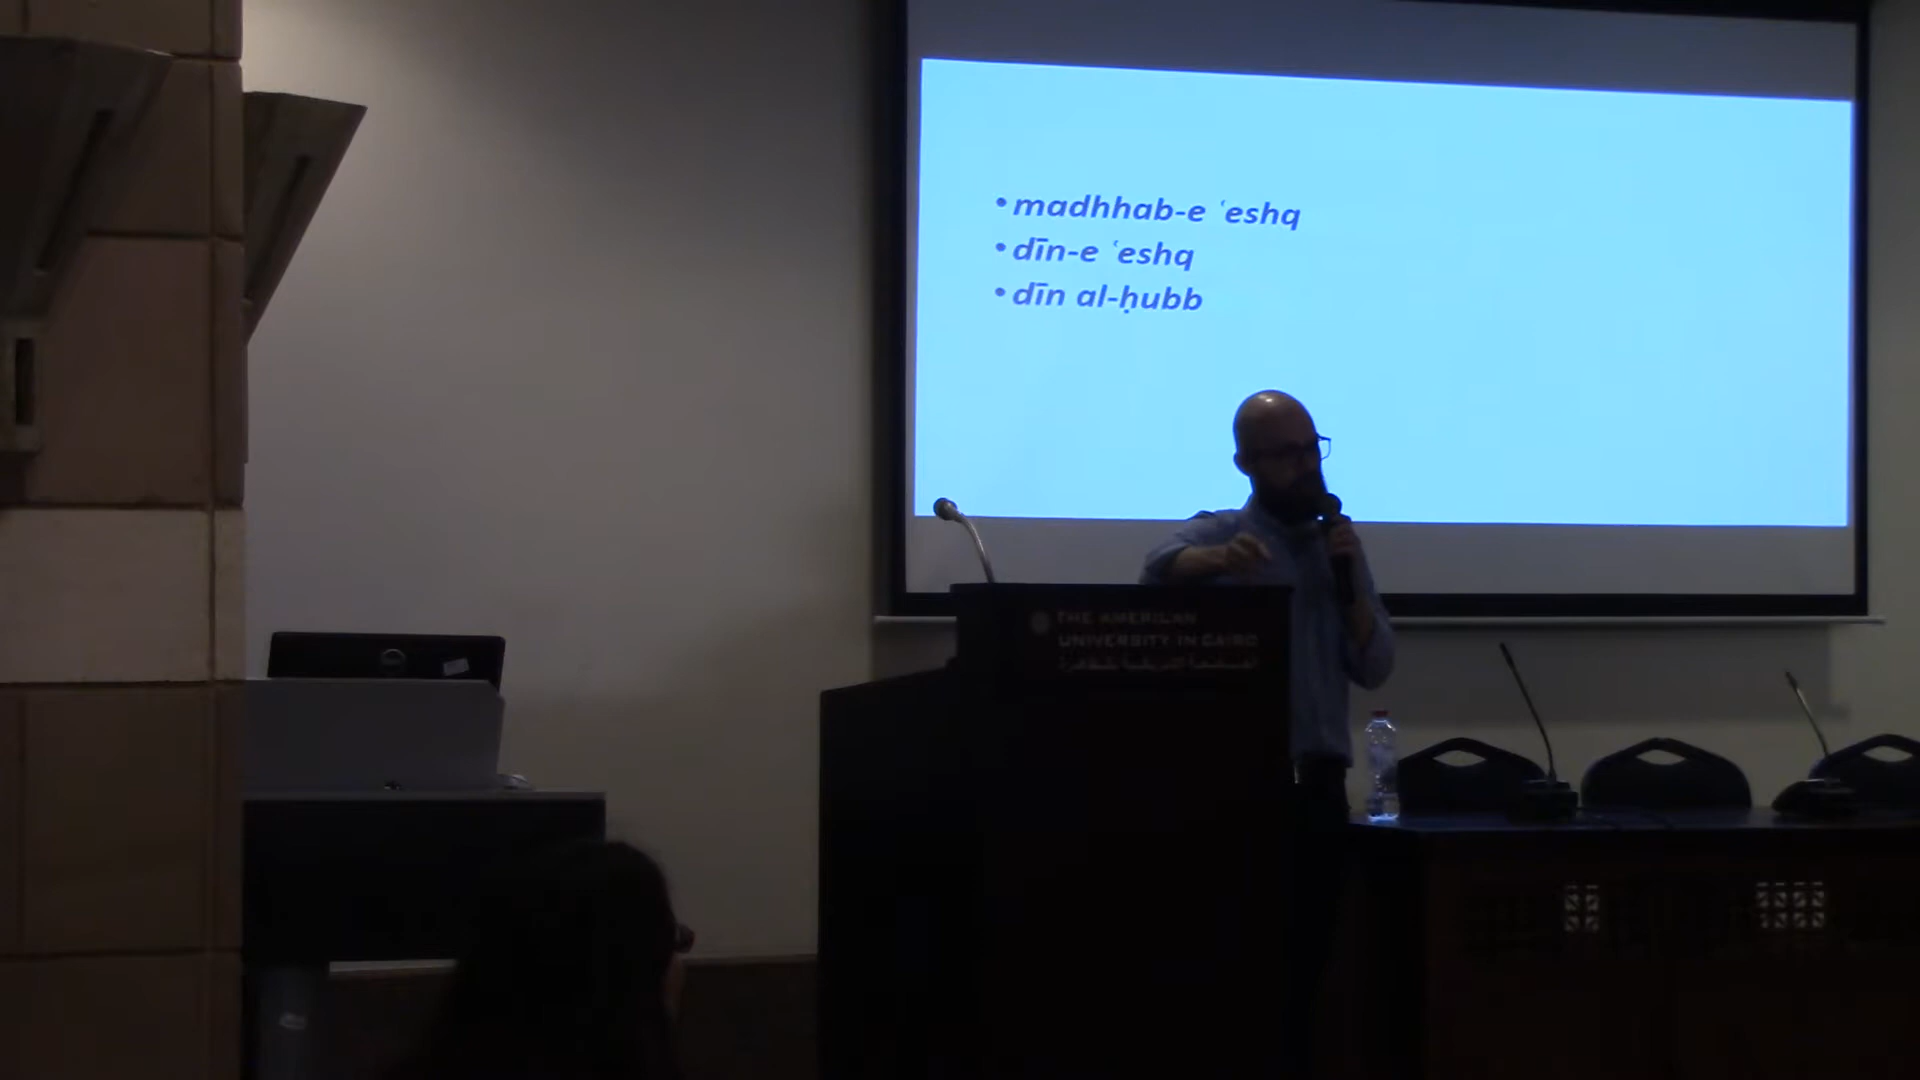 • madhhab-e ʿeshq
• dīn-e ʿeshq
• dīn al-ḥubb
THE AMERICAN
UNIVERSITY IN CAIRO